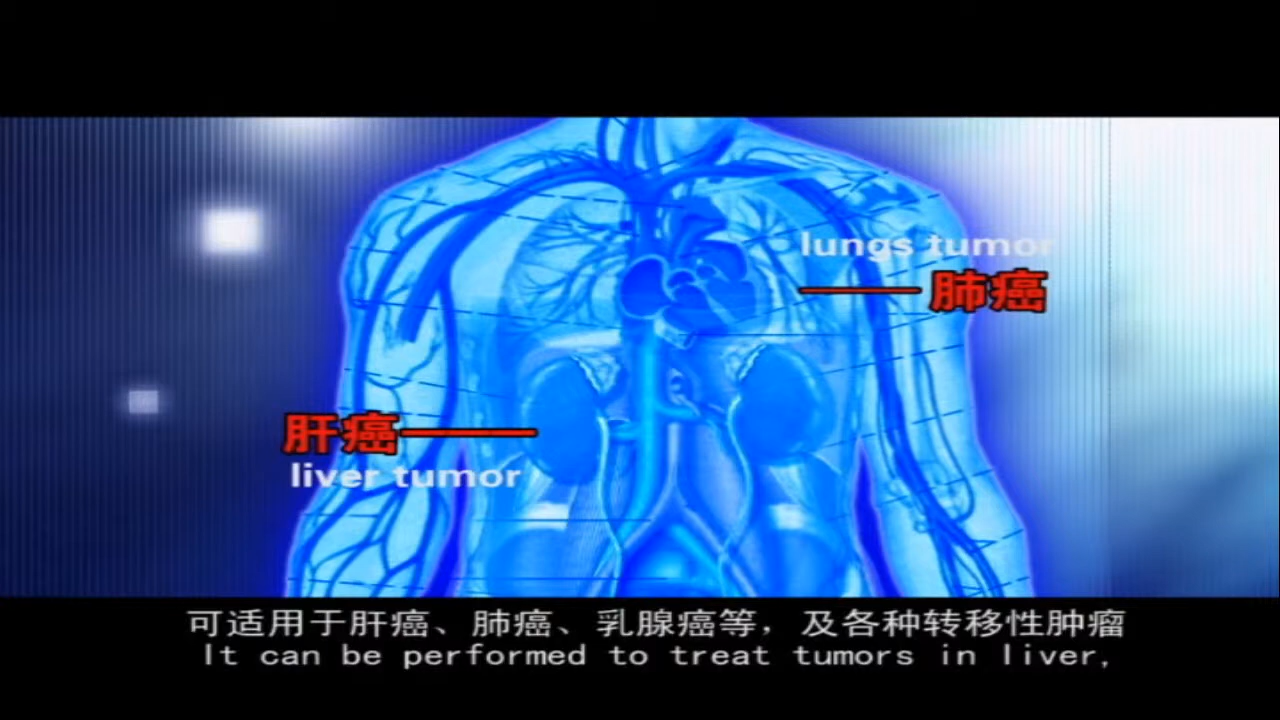 lungs tumor
肺癌
肝癌
liver tumor
可适用于肝癌、肺癌、乳腺癌等，及各种转移性肿瘤
It can be performed to treat tumors in liver,